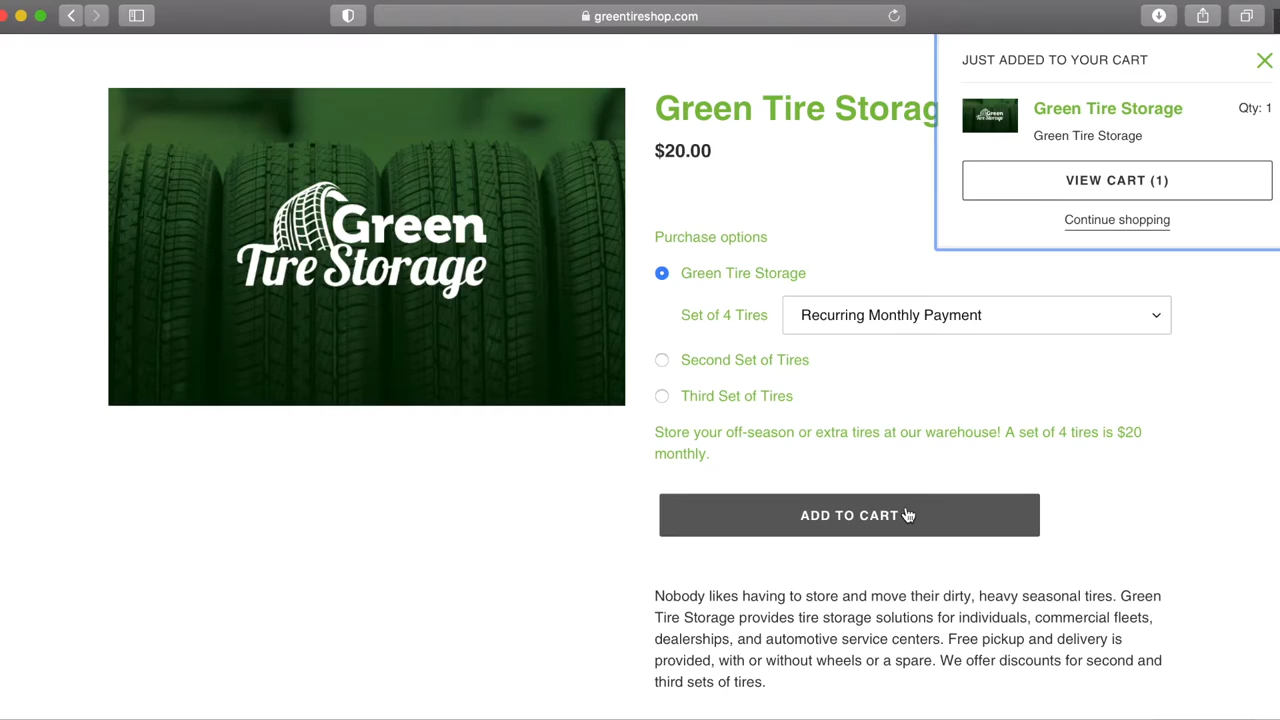 greentireshop.com
JUST ADDED TO YOUR CART
Green Tire Storage
Qty: 1
Green Tire Storage
VIEW CART (1)
Continue shopping
Green
Tire Storage
Green Tire Storag
$20.00
Purchase options
Green Tire Storage
Set of 4 Tires
Recurring Monthly Payment
Second Set of Tires
Third Set of Tires
Store your off-season or extra tires at our warehouse! A set of 4 tires is $20
monthly.
ADD TO CART
Nobody likes having to store and move their dirty, heavy seasonal tires. Green
Tire Storage provides tire storage solutions for individuals, commercial fleets,
dealerships, and automotive service centers. Free pickup and delivery is
provided, with or without wheels or a spare. We offer discounts for second and
third sets of tires.